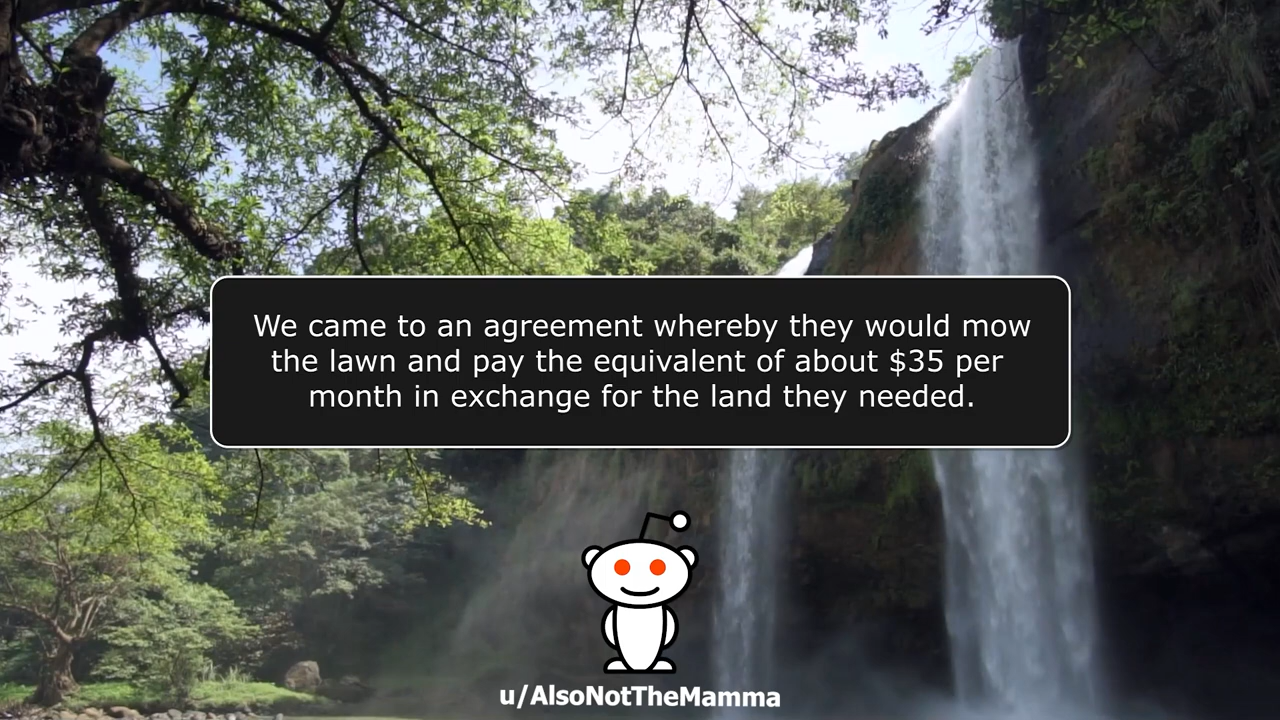 We came to an agreement whereby they would mow
the lawn and pay the equivalent of about $35 per
month in exchange for the land they needed.
u/AlsoNotTheMamma